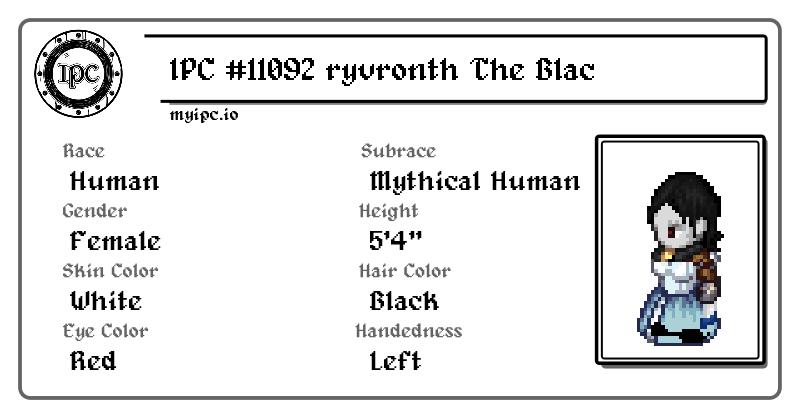 IPC
IPC #11092 ryvronth The Blac
myipc.io
Race
Human
Subrace
Mythical Human
Gender
Female
Height
5'4"
Skin Color
White
Hair Color
Black
Eye Color
Red
Handedness
Left